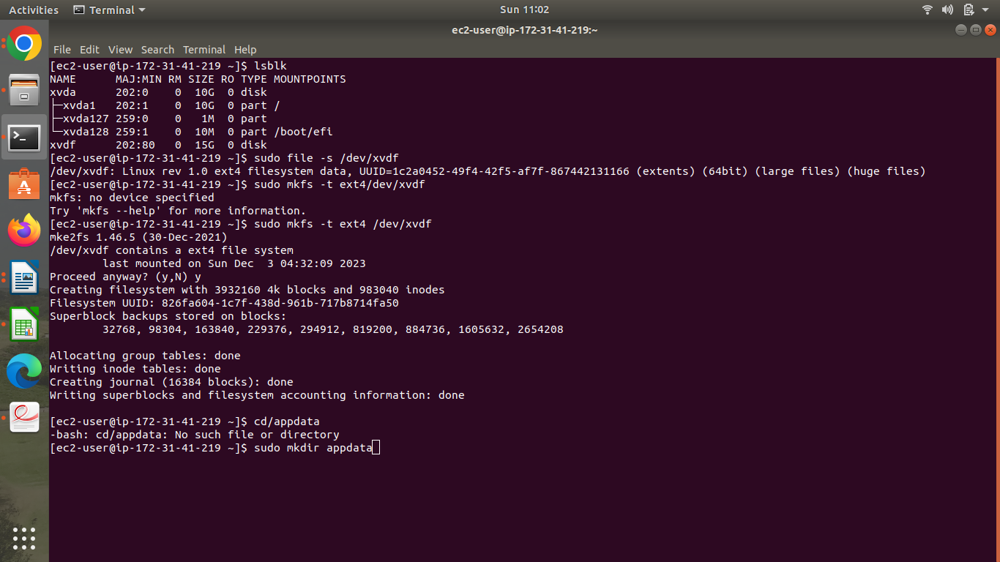 Activities Terminal Sun 11:02
ec2-user@ip-172-31-41-219:~
File Edit View Search Terminal Help
[ec2-user@ip-172-31-41-219 ~]$ lsblk
NAME      MAJ:MIN RM SIZE RO TYPE MOUNTPOINTS
xvda      202:0    0  10G  0 disk
├─xvda1   202:1    0  10G  0 part /
├─xvda127 259:0    0   1M  0 part
└─xvda128 259:1    0  10M  0 part /boot/efi
xvdf      202:80   0  15G  0 disk
[ec2-user@ip-172-31-41-219 ~]$ sudo file -s /dev/xvdf
/dev/xvdf: Linux rev 1.0 ext4 filesystem data, UUID=1c2a0452-49f4-42f5-af7f-867442131166 (extents) (64bit) (large files) (huge files)
[ec2-user@ip-172-31-41-219 ~]$ sudo mkfs -t ext4/dev/xvdf
mkfs: no device specified
Try 'mkfs --help' for more information.
[ec2-user@ip-172-31-41-219 ~]$ sudo mkfs -t ext4 /dev/xvdf
mke2fs 1.46.5 (30-Dec-2021)
/dev/xvdf contains a ext4 file system
        last mounted on Sun Dec  3 04:32:09 2023
Proceed anyway? (y,N) y
Creating filesystem with 3932160 4k blocks and 983040 inodes
Filesystem UUID: 826fa604-1c7f-438d-961b-717b8714fa50
Superblock backups stored on blocks:
        32768, 98304, 163840, 229376, 294912, 819200, 884736, 1605632, 2654208
Allocating group tables: done
Writing inode tables: done
Creating journal (16384 blocks): done
Writing superblocks and filesystem accounting information: done
[ec2-user@ip-172-31-41-219 ~]$ cd/appdata
-bash: cd/appdata: No such file or directory
[ec2-user@ip-172-31-41-219 ~]$ sudo mkdir appdata